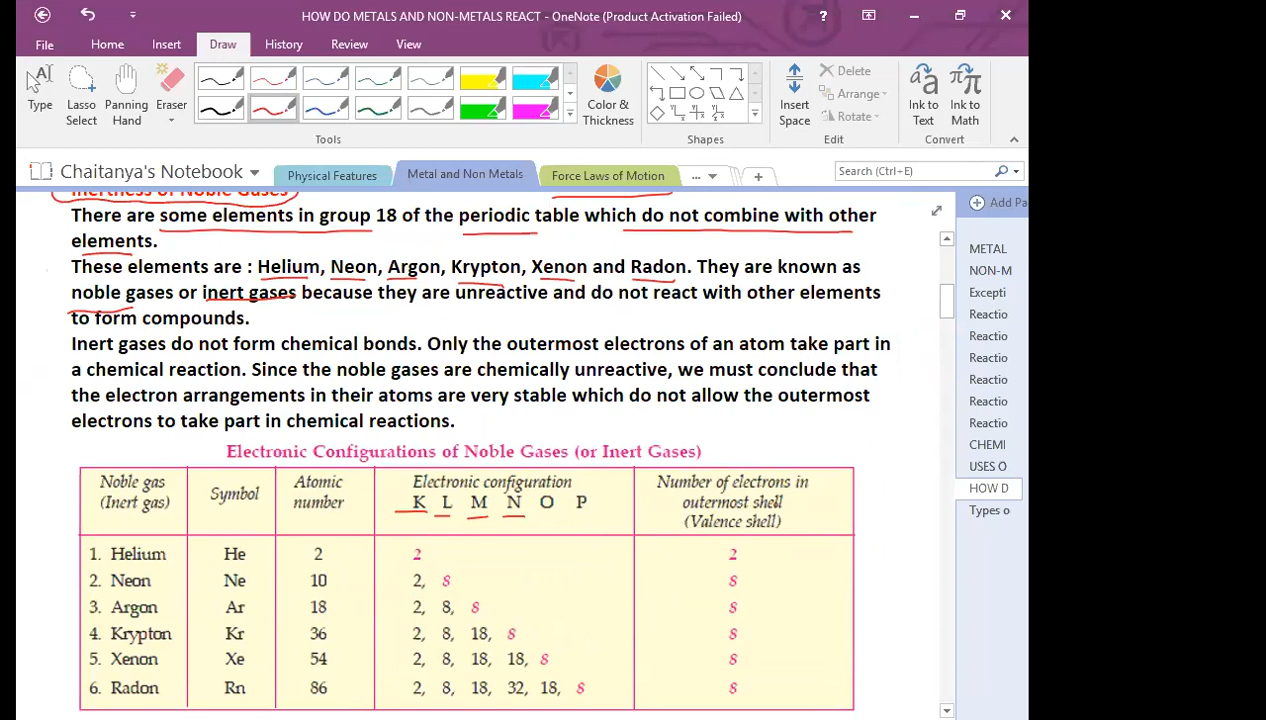 HOW DO METALS AND NON-METALS REACT - OneNote (Product Activation Failed)
?
File Home Insert Draw History Review View
Type
Lasso Select
Panning Hand
Eraser
Color & Thickness
Insert Space
Delete
Arrange
Rotate
Ink to Text
Ink to Math
Tools Shapes Edit Convert
Chaitanya's Notebook Physical Features Metal and Non Metals Force Laws of Motion ... + Search (Ctrl+E)
Inertness of Noble Gases
There are some elements in group 18 of the periodic table which do not combine with other
elements.
These elements are : Helium, Neon, Argon, Krypton, Xenon and Radon. They are known as
noble gases or inert gases because they are unreactive and do not react with other elements
to form compounds.
Inert gases do not form chemical bonds. Only the outermost electrons of an atom take part in
a chemical reaction. Since the noble gases are chemically unreactive, we must conclude that
the electron arrangements in their atoms are very stable which do not allow the outermost
electrons to take part in chemical reactions.
Electronic Configurations of Noble Gases (or Inert Gases)
Noble gas (Inert gas) Symbol Atomic number Electronic configuration K L M N O P Number of electrons in outermost shell (Valence shell)
1. Helium He 2 2 2
2. Neon Ne 10 2, 8 8
3. Argon Ar 18 2, 8, 8 8
4. Krypton Kr 36 2, 8, 18, 8 8
5. Xenon Xe 54 2, 8, 18, 18, 8 8
6. Radon Rn 86 2, 8, 18, 32, 18, 8 8
Add Pa
METAL
NON-M
Excepti
Reactio
Reactio
Reactio
Reactio
Reactio
Reactio
CHEMI
USES O
HOW D
Types o